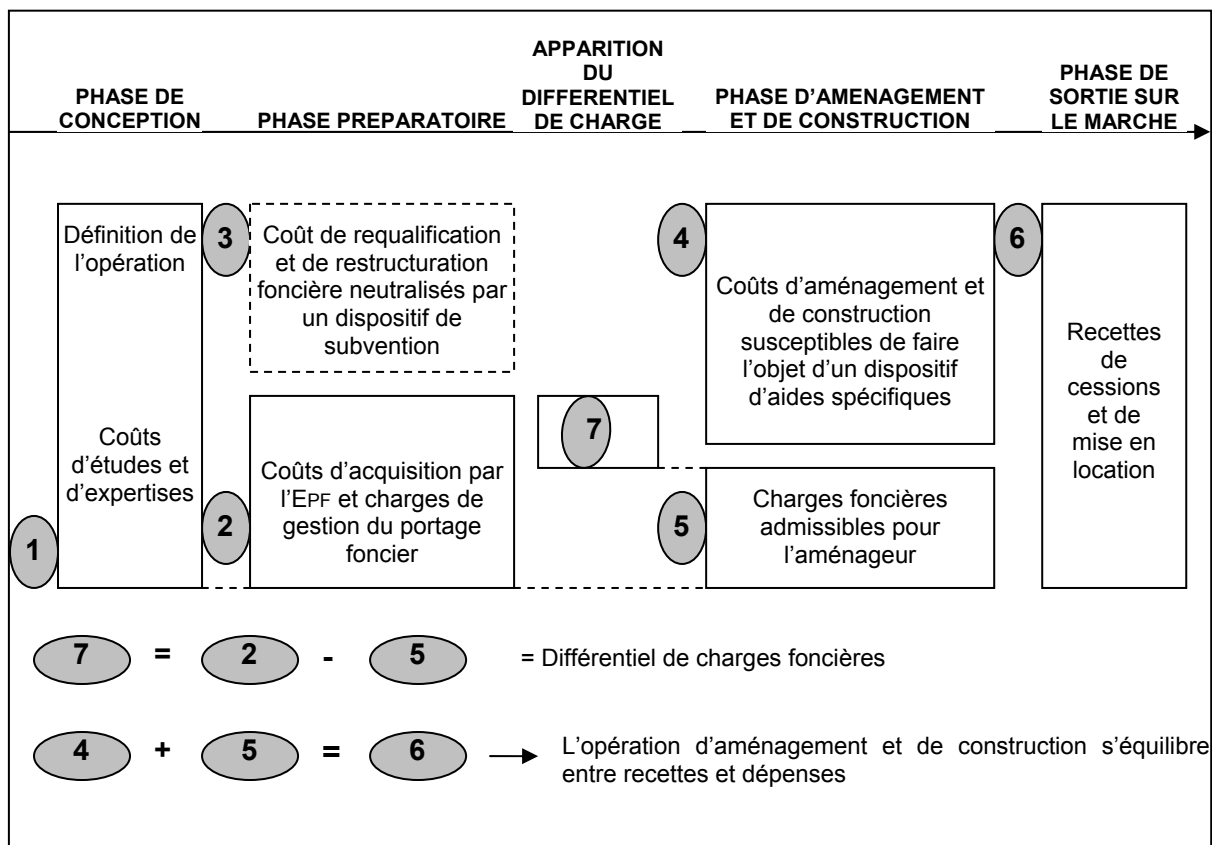 PHASE DE
CONCEPTION
PHASE PREPARATOIRE
APPARITION
DU
DIFFERENTIEL
DE CHARGE
PHASE D'AMENAGEMENT
ET DE CONSTRUCTION
PHASE DE
SORTIE SUR
LE MARCHE
1
Définition de
l'opération
Coûts
d'études et
d'expertises
3
Coût de requalification
et de restructuration
foncière neutralisés par
un dispositif de
subvention
2
Coûts d'acquisition par
l'EPF et charges de
gestion du portage
foncier
7
4
Coûts d'aménagement et
de construction
susceptibles de faire
l'objet d'un dispositif
d'aides spécifiques
5
Charges foncières
admissibles pour
l'aménageur
6
Recettes
de
cessions
et de
mise en
location
7 = 2 - 5 = Différentiel de charges foncières
4 + 5 = 6 → L'opération d'aménagement et de construction s'équilibre
entre recettes et dépenses